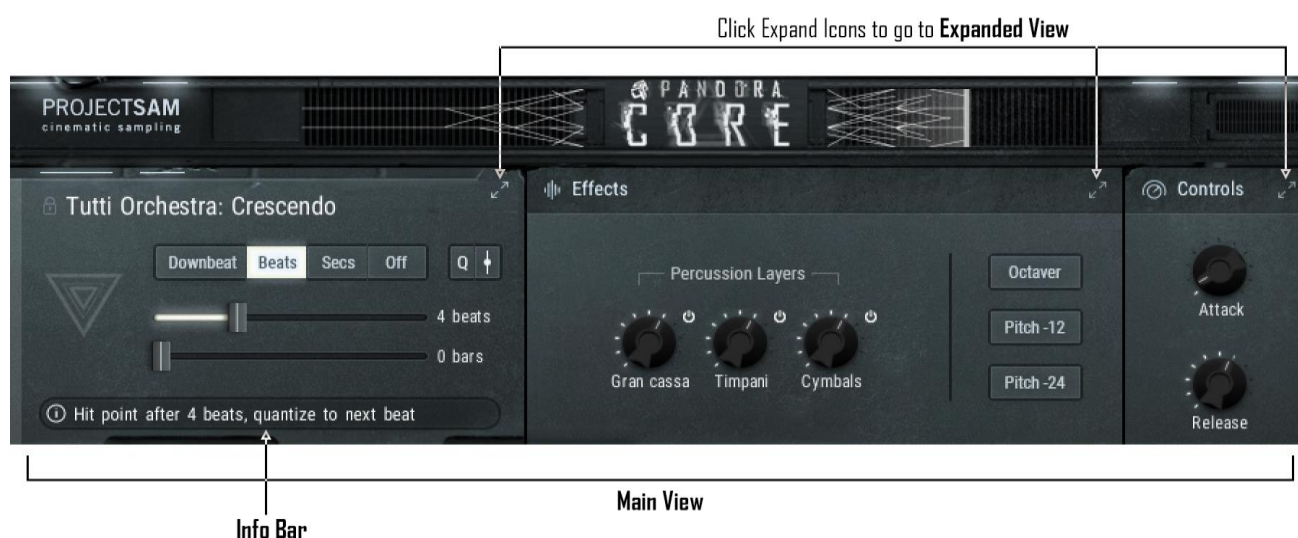 Click Expand Icons to go to Expanded View
PROJECTSAM
cinematic sampling
PANDORA
CORE
Tutti Orchestra: Crescendo
Downbeat Beats Secs Off Q
4 beats
0 bars
Hit point after 4 beats, quantize to next beat
Effects
Percussion Layers
Gran cassa Timpani Cymbals
Octaver
Pitch -12
Pitch -24
Controls
Attack
Release
Main View
Info Bar